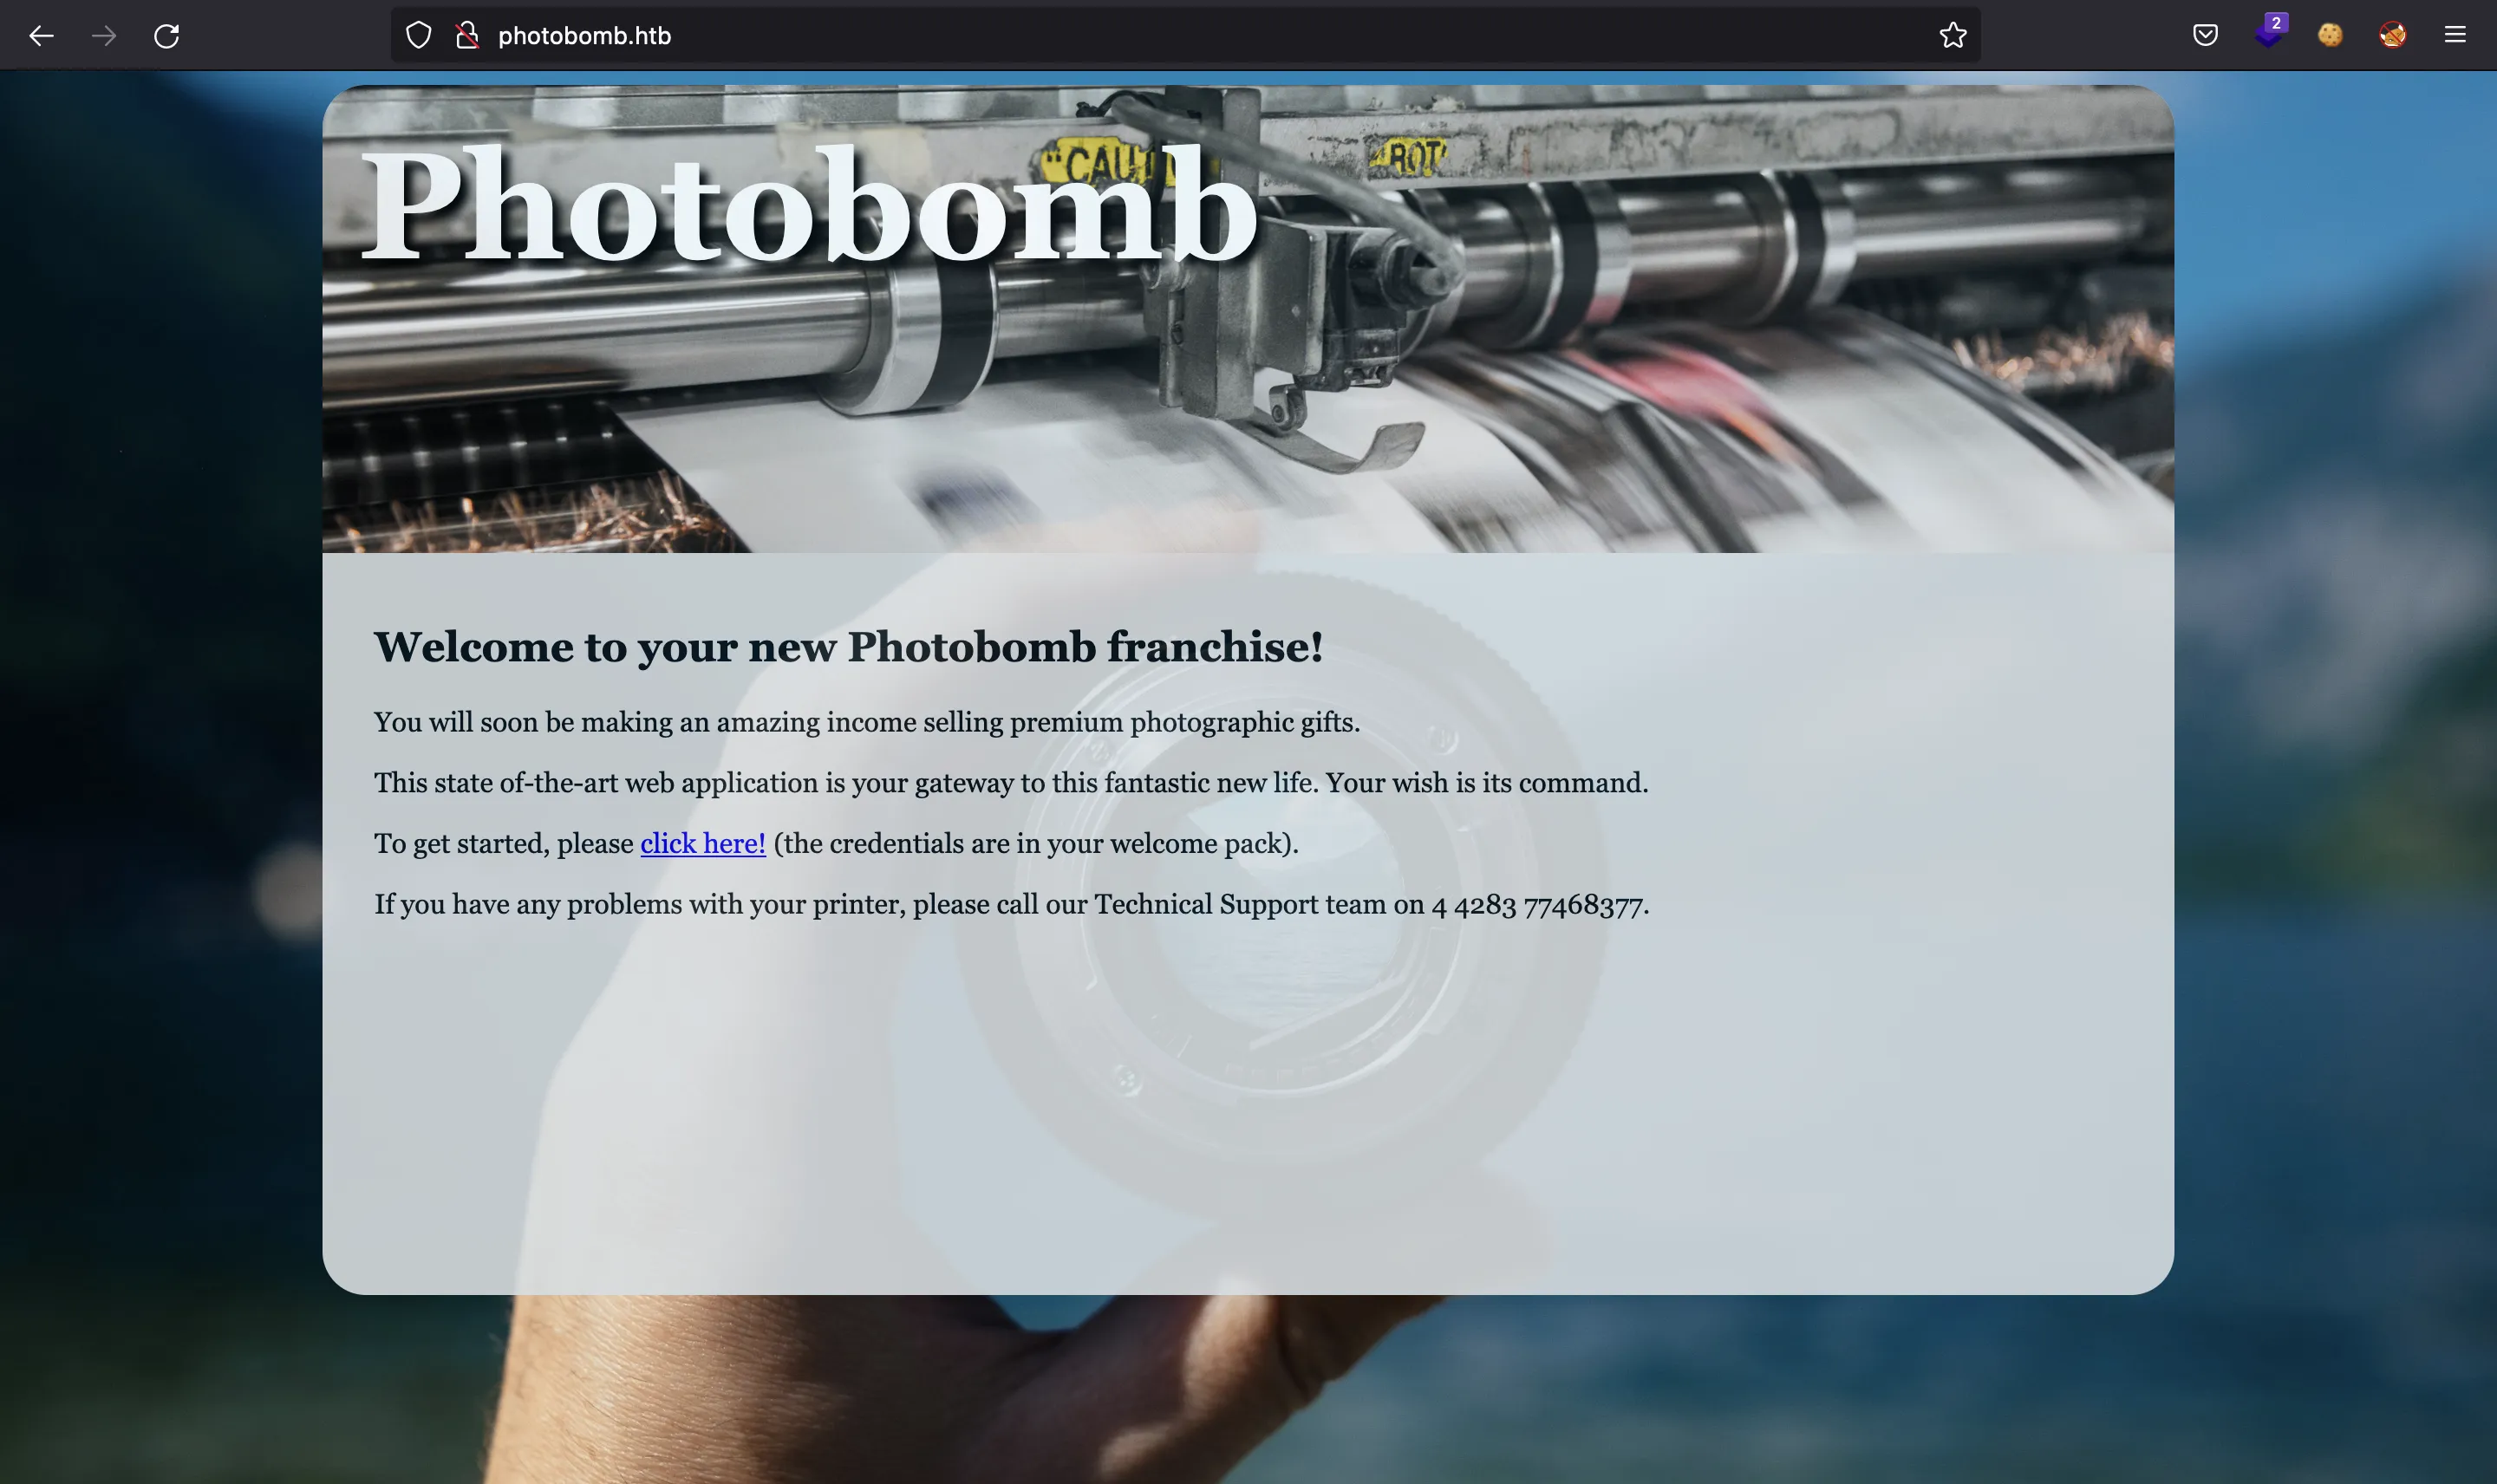 2
photobomb.htb
"CAUT
ROT
Photobomb
Welcome to your new Photobomb franchise!
You will soon be making an amazing income selling premium photographic gifts.
This state of-the-art web application is your gateway to this fantastic new life. Your wish is its command.
To get started, please click here! (the credentials are in your welcome pack).
If you have any problems with your printer, please call our Technical Support team on 4 4283 77468377.